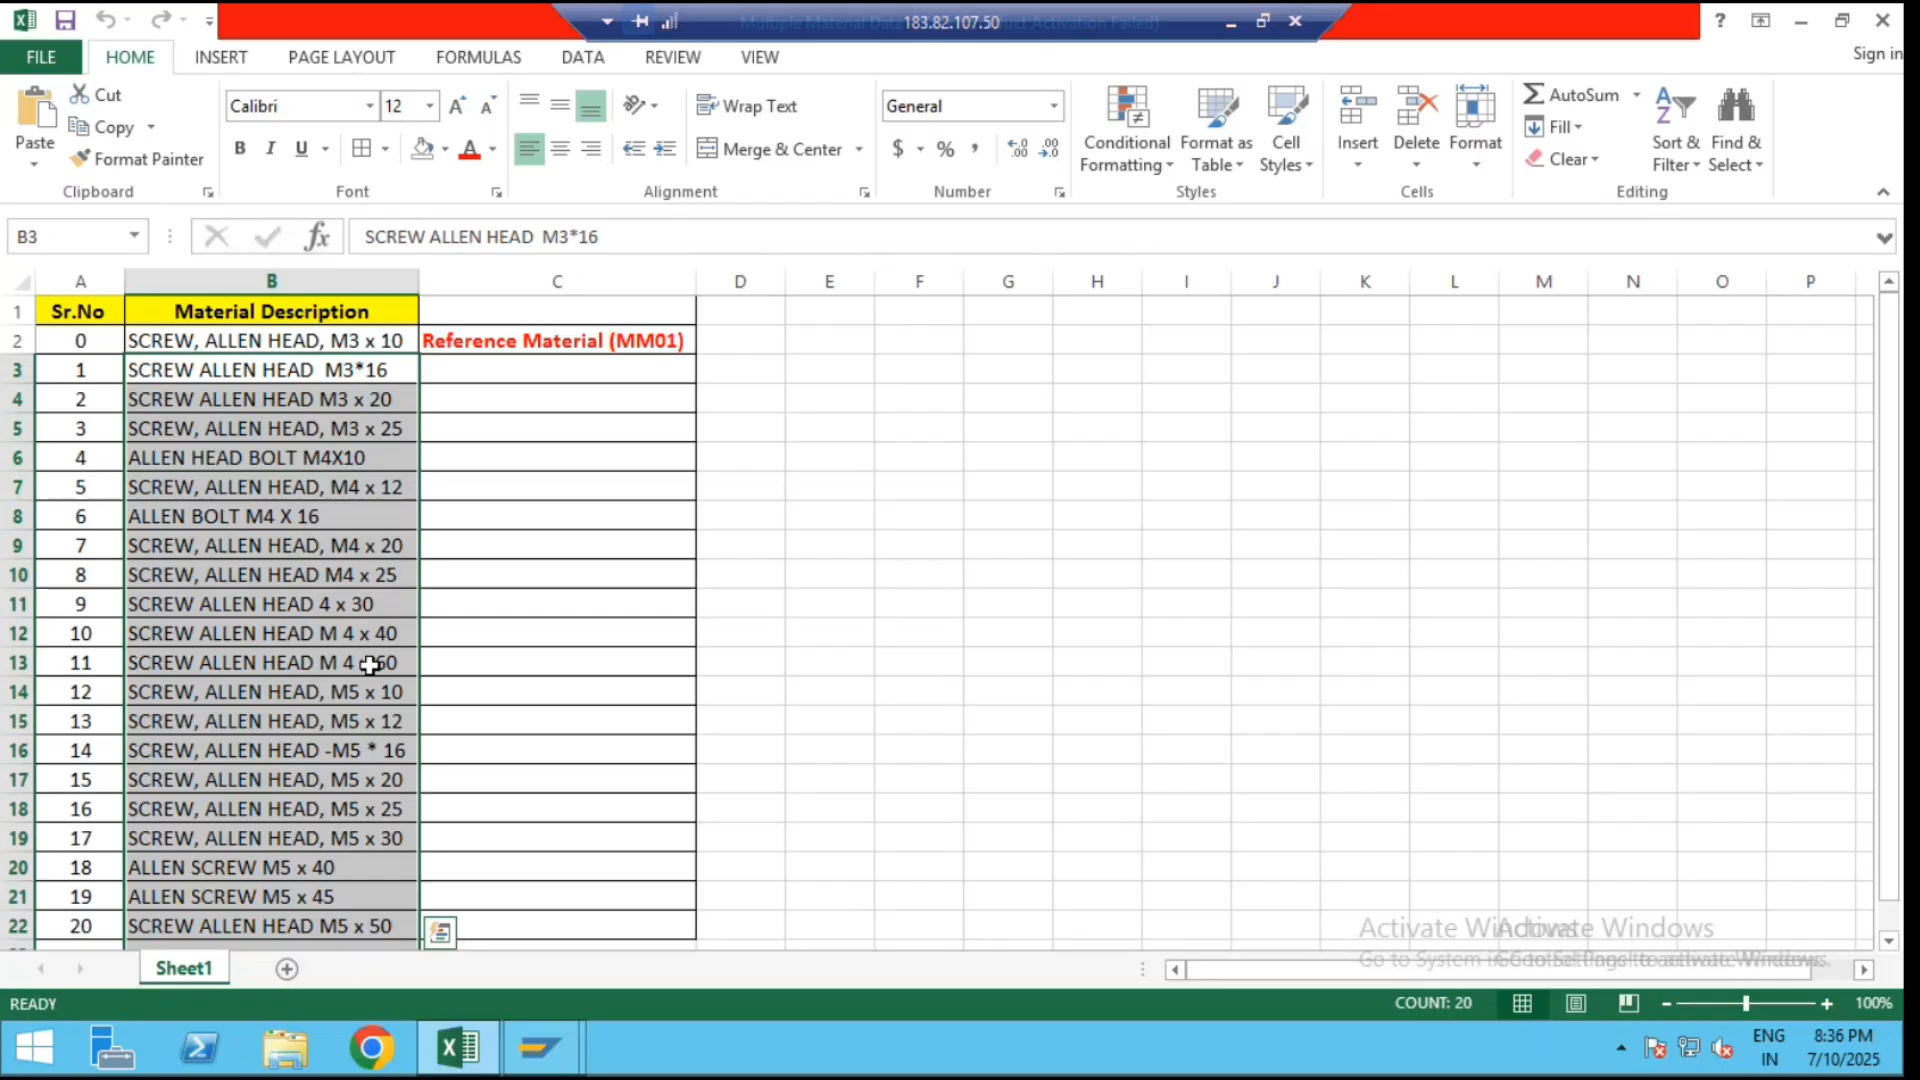 183.82.107.50
FILE HOME INSERT PAGE LAYOUT FORMULAS DATA REVIEW VIEW Sign in
Paste Cut Copy Format Painter Clipboard
Calibri 12 B I U Font
Wrap Text Merge & Center Alignment
General $ % , Number
Conditional Formatting Format as Table Cell Styles Styles
Insert Delete Format Cells
AutoSum Fill Clear Sort & Filter Find & Select Editing
B3 fx SCREW ALLEN HEAD  M3*16
A B C D E F G H I J K L M N O P
1 Sr.No Material Description
2 0 SCREW, ALLEN HEAD, M3 x 10 Reference Material (MM01)
3 1 SCREW ALLEN HEAD  M3*16
4 2 SCREW ALLEN HEAD M3 x 20
5 3 SCREW, ALLEN HEAD, M3 x 25
6 4 ALLEN HEAD BOLT M4X10
7 5 SCREW, ALLEN HEAD, M4 x 12
8 6 ALLEN BOLT M4 X 16
9 7 SCREW, ALLEN HEAD, M4 x 20
10 8 SCREW, ALLEN HEAD M4 x 25
11 9 SCREW ALLEN HEAD 4 x 30
12 10 SCREW ALLEN HEAD M 4 x 40
13 11 SCREW ALLEN HEAD M 4 60
14 12 SCREW, ALLEN HEAD, M5 x 10
15 13 SCREW, ALLEN HEAD, M5 x 12
16 14 SCREW, ALLEN HEAD -M5 * 16
17 15 SCREW, ALLEN HEAD, M5 x 20
18 16 SCREW, ALLEN HEAD, M5 x 25
19 17 SCREW, ALLEN HEAD, M5 x 30
20 18 ALLEN SCREW M5 x 40
21 19 ALLEN SCREW M5 x 45
22 20 SCREW ALLEN HEAD M5 x 50
Activate Windows
Sheet1
READY COUNT: 20 100%
ENG 8:36 PM
IN 7/10/2025